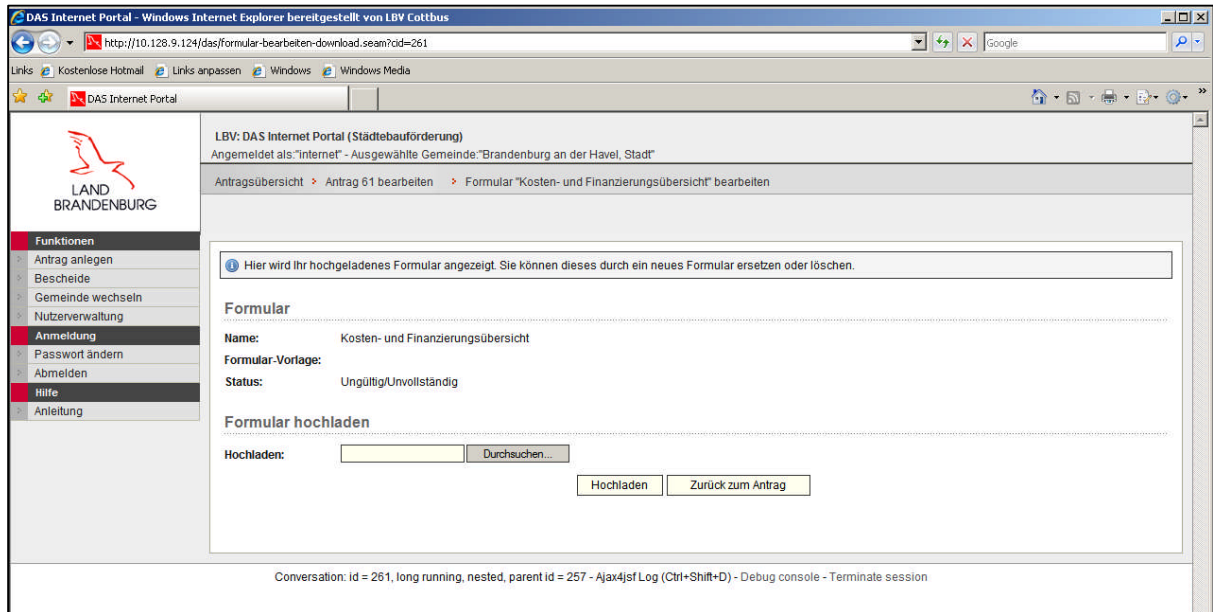 DAS Internet Portal - Windows Internet Explorer bereitgestellt von LBV Cottbus
http://10.128.9.124/das/formular-bearbeiten-download.seam?cid=261
Google
Links Kostenlose Hotmail Links anpassen Windows Windows Media
DAS Internet Portal
LAND
BRANDENBURG
LBV: DAS Internet Portal (Städtebauförderung)
Angemeldet als:"internet" - Ausgewählte Gemeinde:"Brandenburg an der Havel, Stadt"
Antragsübersicht > Antrag 61 bearbeiten > Formular "Kosten- und Finanzierungsübersicht" bearbeiten
Funktionen
Antrag anlegen
Bescheide
Gemeinde wechseln
Nutzerverwaltung
Anmeldung
Passwort ändern
Abmelden
Hilfe
Anleitung
Hier wird Ihr hochgeladenes Formular angezeigt. Sie können dieses durch ein neues Formular ersetzen oder löschen.
Formular
Name: Kosten- und Finanzierungsübersicht
Formular-Vorlage:
Status: Ungültig/Unvollständig
Formular hochladen
Hochladen: Durchsuchen...
Hochladen Zurück zum Antrag
Conversation: id = 261, long running, nested, parent id = 257 - Ajax4jsf Log (Ctrl+Shift+D) - Debug console - Terminate session